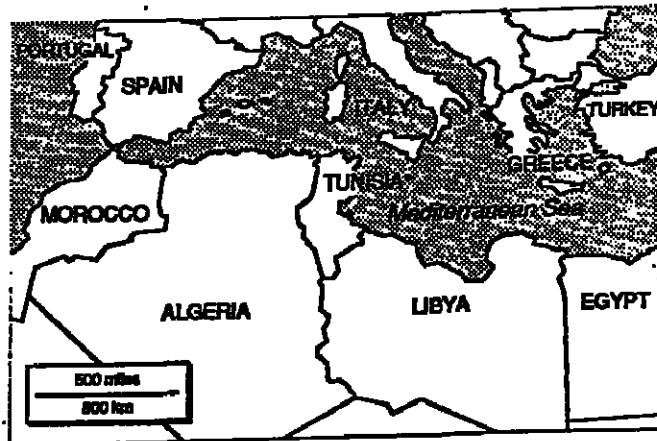 PORTUGAL
SPAIN
ITALY
TURKEY
GREECE
TUNISIA
MOROCCO
Mediterranean Sea
ALGERIA
LIBYA
EGYPT
500 miles
800 km